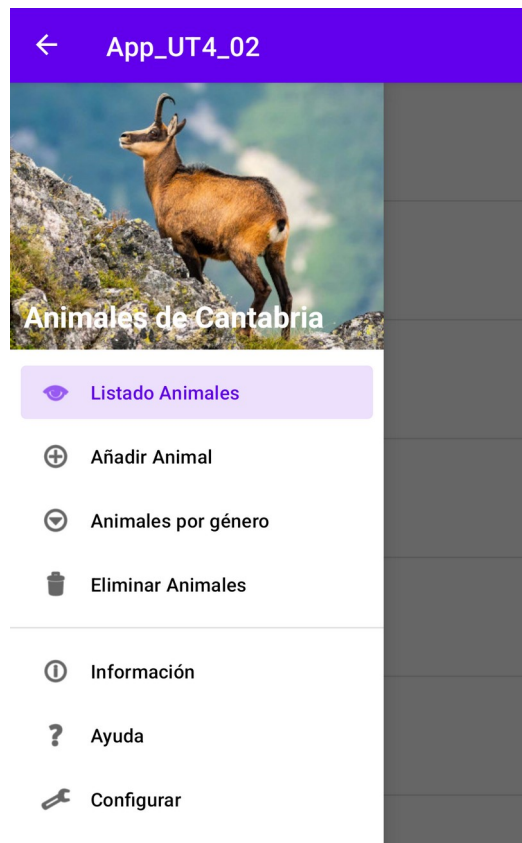 App_UT4_02
Animales de Cantabria
Listado Animales
Añadir Animal
Animales por género
Eliminar Animales
Información
Ayuda
Configurar